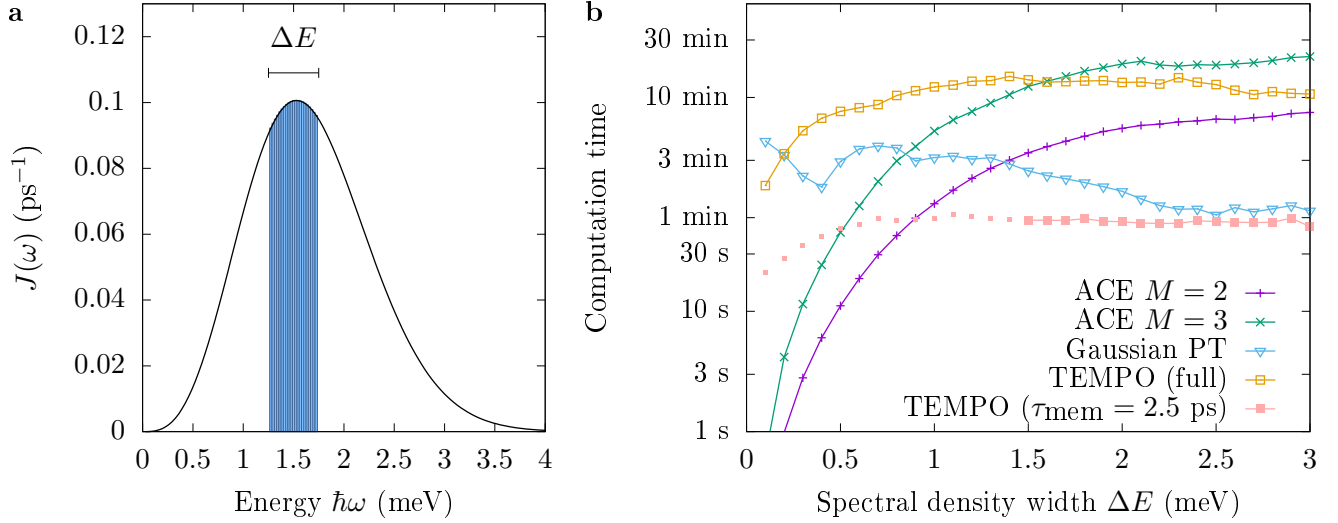 a
J(ω) (ps⁻¹)
0.12
0.1
0.08
0.06
0.04
0.02
0
ΔE
0 0.5 1 1.5 2 2.5 3 3.5 4
Energy ħω (meV)
b
Computation time
30 min
10 min
3 min
1 min
30 s
10 s
3 s
1 s
ACE M = 2
ACE M = 3
Gaussian PT
TEMPO (full)
TEMPO (τmem = 2.5 ps)
0 0.5 1 1.5 2 2.5 3
Spectral density width ΔE (meV)